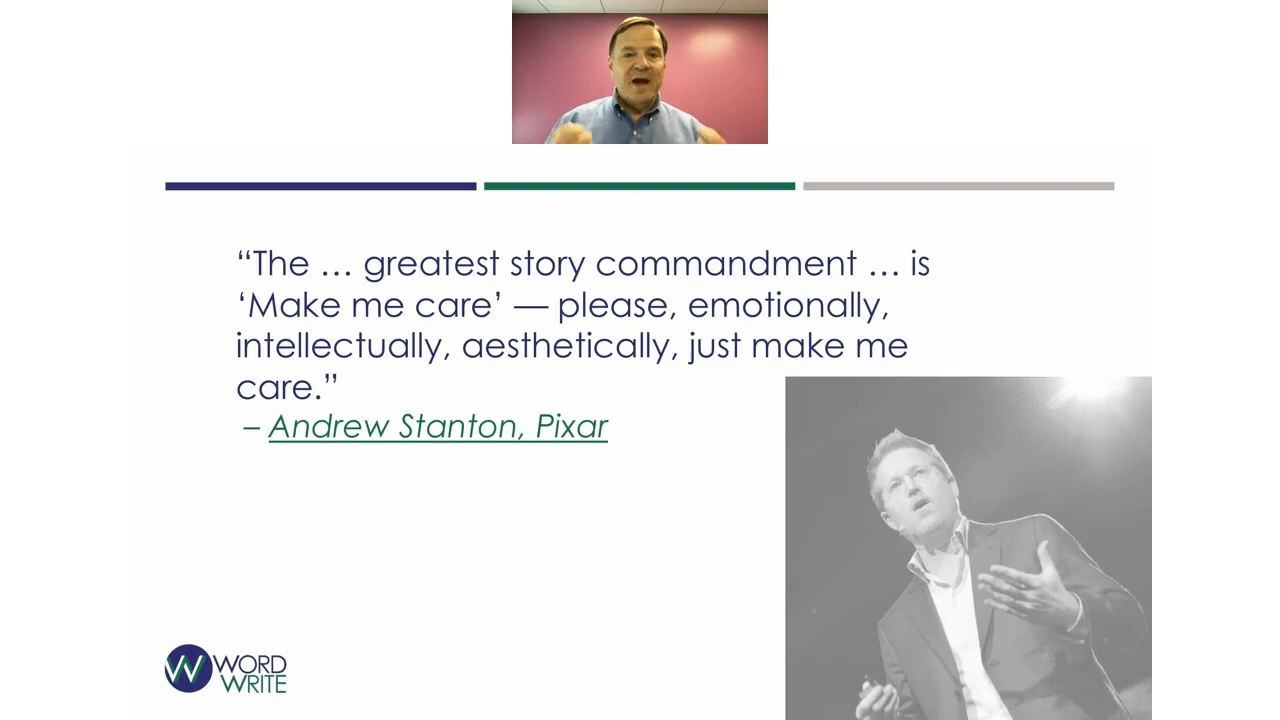 “The … greatest story commandment … is
‘Make me care’ — please, emotionally,
intellectually, aesthetically, just make me
care.”
– Andrew Stanton, Pixar
W WORD
WRITE